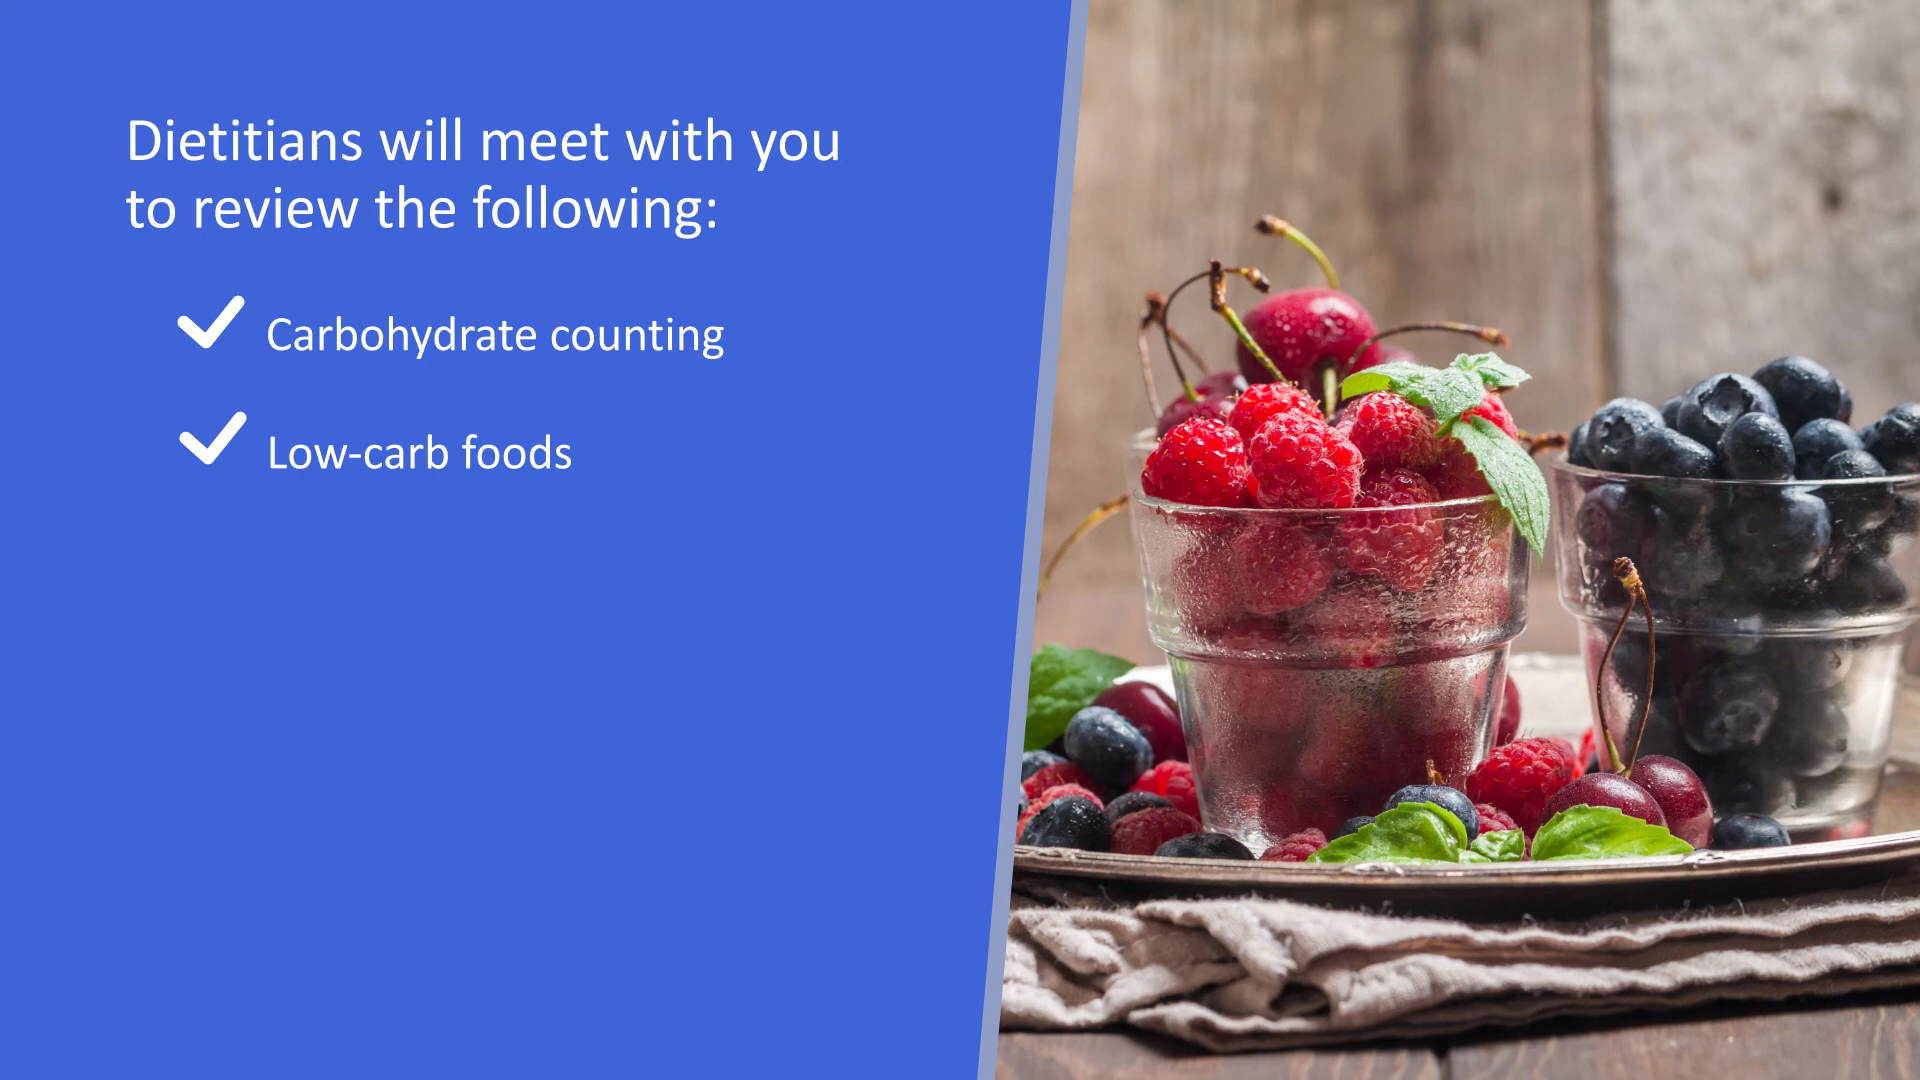 Dietitians will meet with you
to review the following:
Carbohydrate counting
Low-carb foods